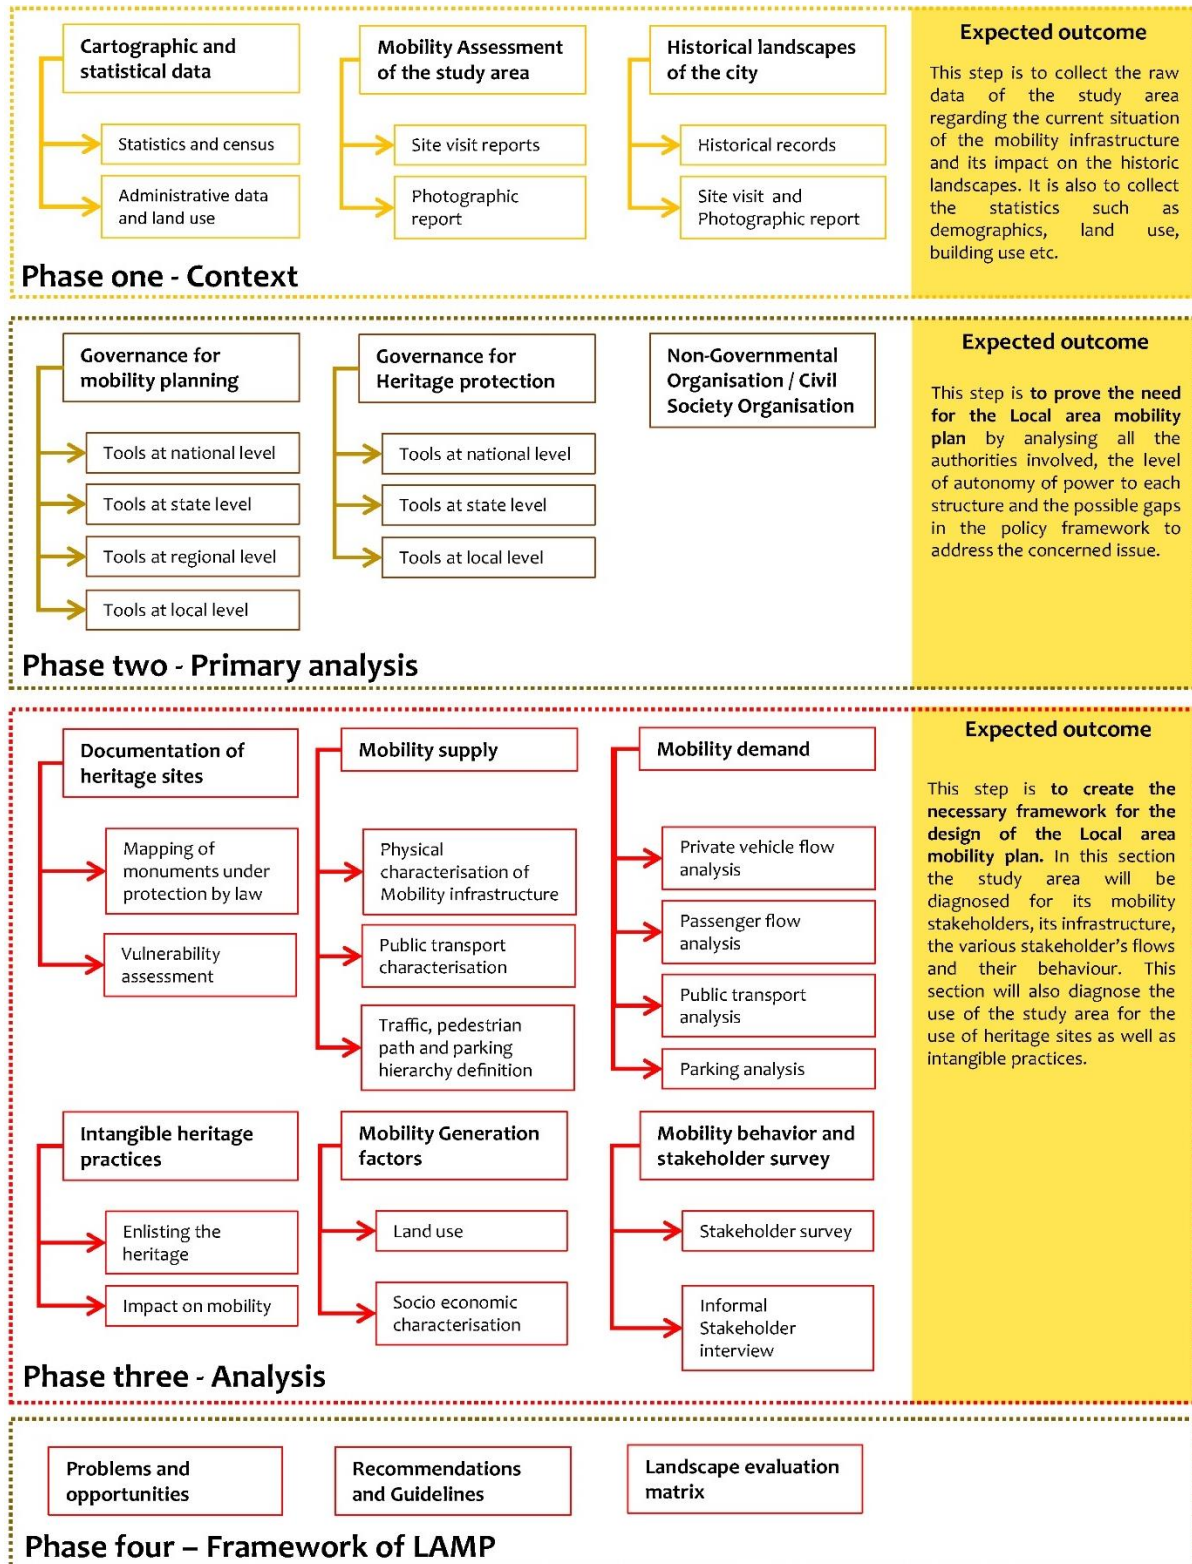 Cartographic and
statistical data
Statistics and census
Administrative data
and land use
Mobility Assessment
of the study area
Site visit reports
Photographic
report
Historical landscapes
of the city
Historical records
Site visit and
Photographic report
Phase one - Context
Expected outcome
This step is to collect the raw
data of the study area
regarding the current situation
of the mobility infrastructure
and its impact on the historic
landscapes. It is also to collect
the statistics such as
demographics, land use,
building use etc.
Governance for
mobility planning
Tools at national level
Tools at state level
Tools at regional level
Tools at local level
Governance for
Heritage protection
Tools at national level
Tools at state level
Tools at local level
Non-Governmental
Organisation / Civil
Society Organisation
Phase two - Primary analysis
Expected outcome
This step is to prove the need
for the Local area mobility
plan by analysing all the
authorities involved, the level
of autonomy of power to each
structure and the possible gaps
in the policy framework to
address the concerned issue.
Documentation of
heritage sites
Mapping of
monuments under
protection by law
Vulnerability
assessment
Mobility supply
Physical
characterisation of
Mobility infrastructure
Public transport
characterisation
Traffic, pedestrian
path and parking
hierarchy definition
Mobility demand
Private vehicle flow
analysis
Passenger flow
analysis
Public transport
analysis
Parking analysis
Intangible heritage
practices
Enlisting the
heritage
Impact on mobility
Mobility Generation
factors
Land use
Socio economic
characterisation
Mobility behavior and
stakeholder survey
Stakeholder survey
Informal
Stakeholder
interview
Phase three - Analysis
Expected outcome
This step is to create the
necessary framework for the
design of the Local area
mobility plan. In this section
the study area will be
diagnosed for its mobility
stakeholders, its infrastructure,
the various stakeholder's flows
and their behaviour. This
section will also diagnose the
use of the study area for the
use of heritage sites as well as
intangible practices.
Problems and
opportunities
Recommendations
and Guidelines
Landscape evaluation
matrix
Phase four – Framework of LAMP